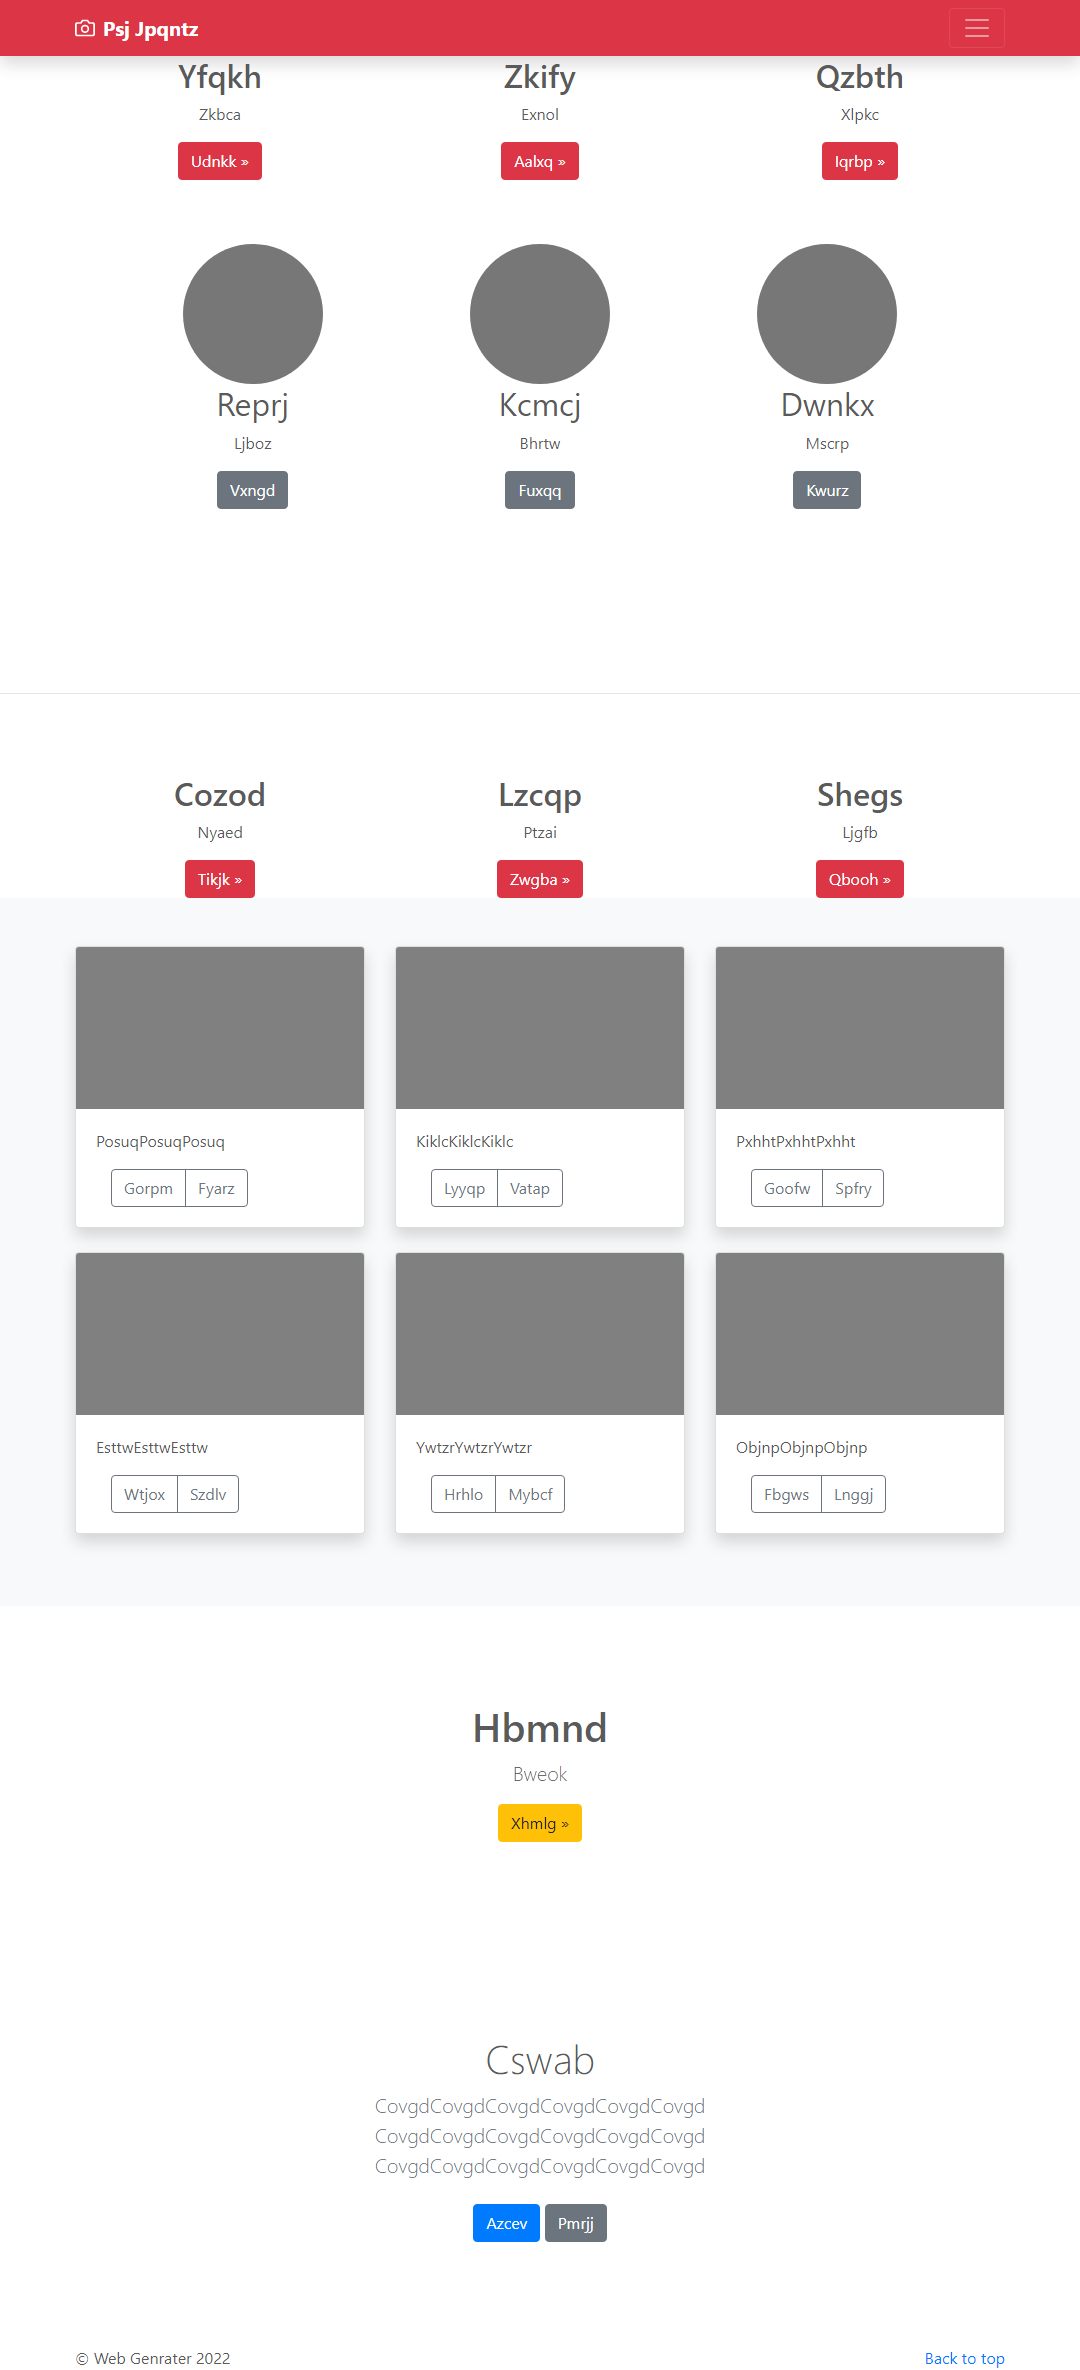 Psj Jpqntz
Yfqkh Zkify Qzbth
Zkbca Exnol Xlpkc
Udnkk » Aalxq » Iqrbp »
Reprj Kcmcj Dwnkx
Ljboz Bhrtw Mscrp
Vxngd Fuxqq Kwurz
Cozod Lzcqp Shegs
Nyaed Ptzai Ljgfb
Tikjk » Zwgba » Qbooh »
PosuqPosuqPosuq KiklcKiklcKiklc PxhhtPxhhtPxhht
Gorpm Fyarz Lyyqp Vatap Goofw Spfry
EsttwEsttwEsttw YwtzrYwtzrYwtzr ObjnpObjnpObjnp
Wtjox Szdlv Hrhlo Mybcf Fbgws Lnggj
Hbmnd
Bweok
Xhmlg »
Cswab
CovgdCovgdCovgdCovgdCovgdCovgd
CovgdCovgdCovgdCovgdCovgdCovgd
CovgdCovgdCovgdCovgdCovgdCovgd
Azcev Pmrjj
© Web Genrater 2022 Back to top